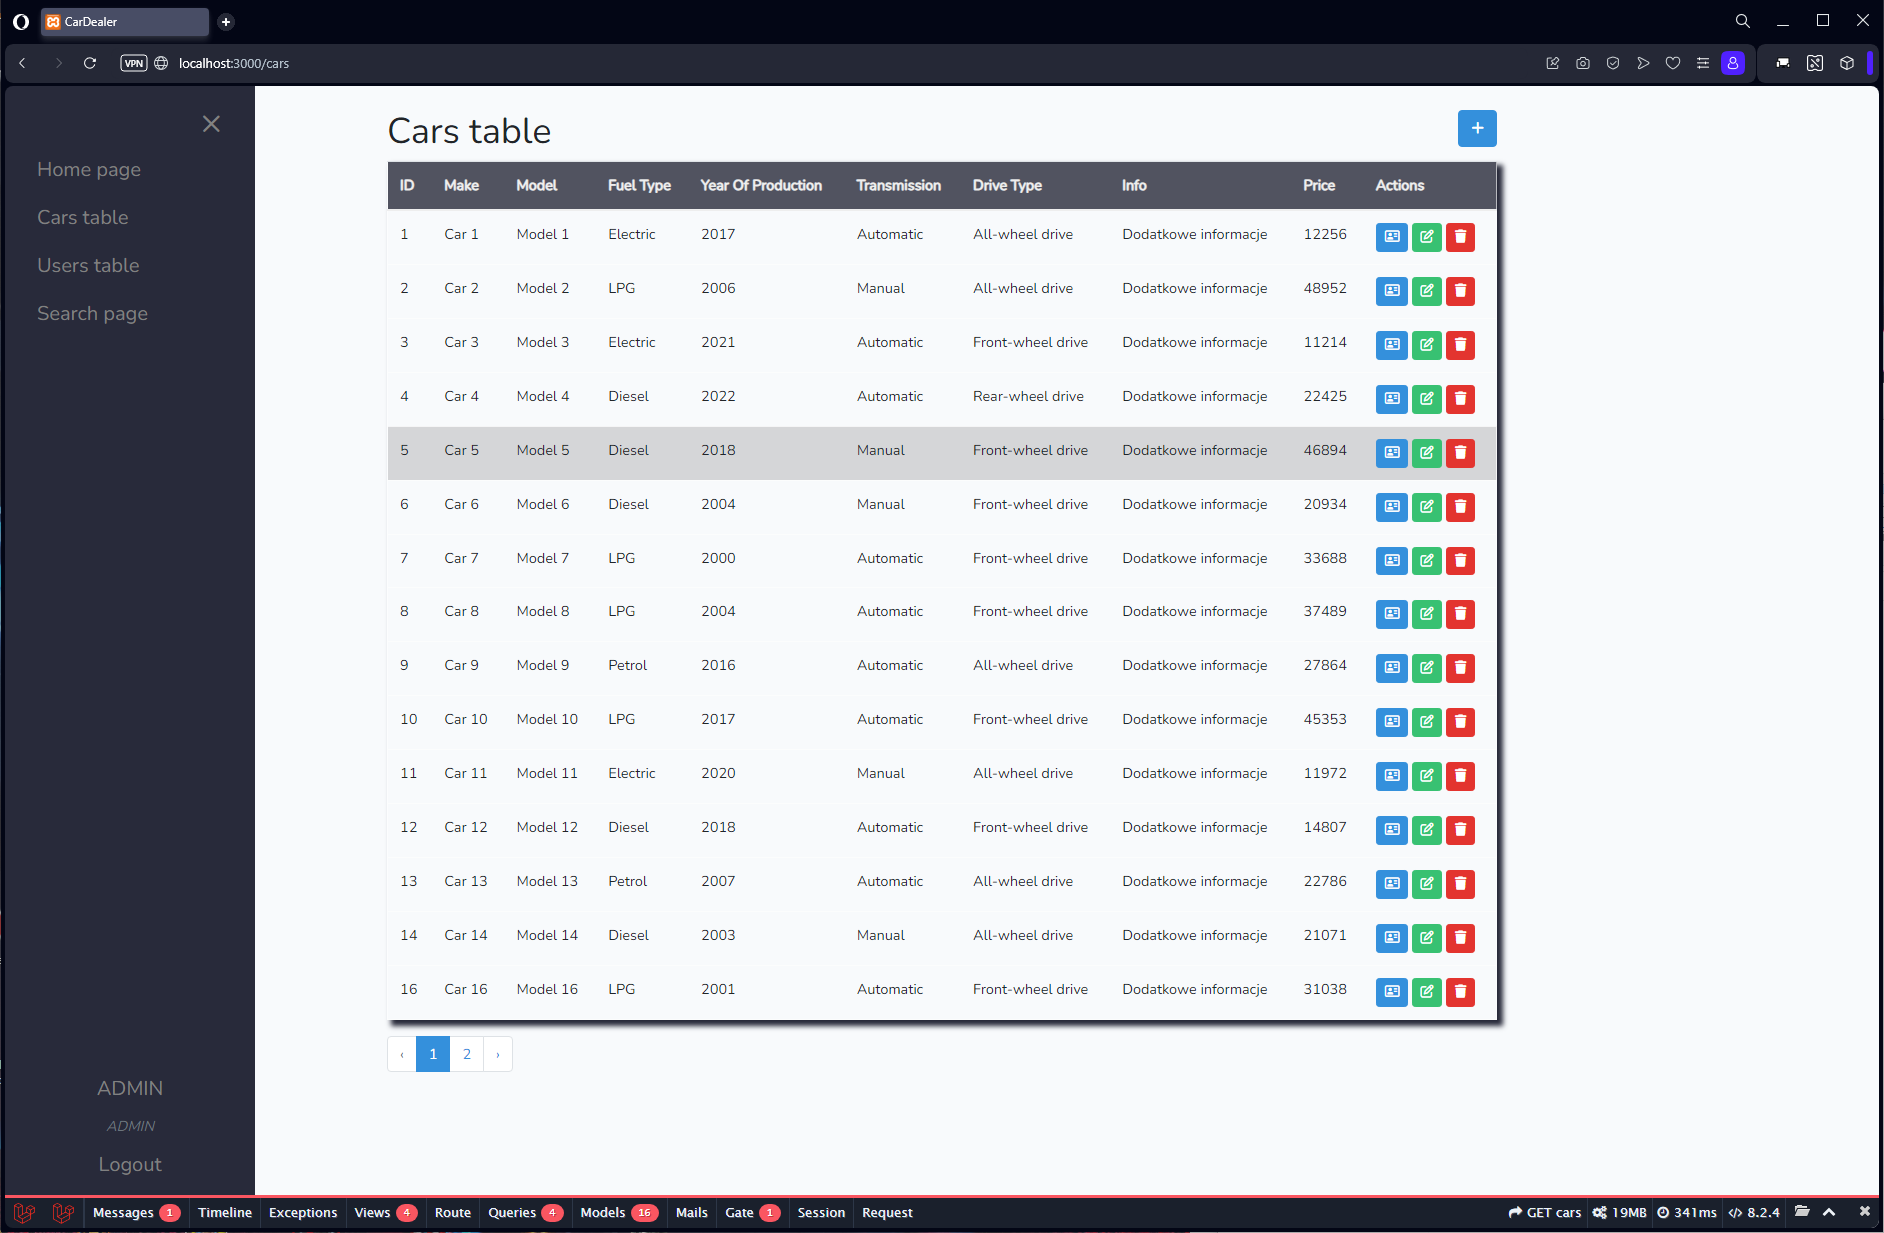 CarDealer
VPN localhost:3000/cars
Home page
Cars table
Users table
Search page
ADMIN
ADMIN
Logout
Cars table
+
ID Make Model Fuel Type Year Of Production Transmission Drive Type Info Price Actions
1 Car 1 Model 1 Electric 2017 Automatic All-wheel drive Dodatkowe informacje 12256
2 Car 2 Model 2 LPG 2006 Manual All-wheel drive Dodatkowe informacje 48952
3 Car 3 Model 3 Electric 2021 Automatic Front-wheel drive Dodatkowe informacje 11214
4 Car 4 Model 4 Diesel 2022 Automatic Rear-wheel drive Dodatkowe informacje 22425
5 Car 5 Model 5 Diesel 2018 Manual Front-wheel drive Dodatkowe informacje 46894
6 Car 6 Model 6 Diesel 2004 Manual Front-wheel drive Dodatkowe informacje 20934
7 Car 7 Model 7 LPG 2000 Automatic Front-wheel drive Dodatkowe informacje 33688
8 Car 8 Model 8 LPG 2004 Automatic Front-wheel drive Dodatkowe informacje 37489
9 Car 9 Model 9 Petrol 2016 Automatic All-wheel drive Dodatkowe informacje 27864
10 Car 10 Model 10 LPG 2017 Automatic Front-wheel drive Dodatkowe informacje 45353
11 Car 11 Model 11 Electric 2020 Manual All-wheel drive Dodatkowe informacje 11972
12 Car 12 Model 12 Diesel 2018 Automatic Front-wheel drive Dodatkowe informacje 14807
13 Car 13 Model 13 Petrol 2007 Automatic All-wheel drive Dodatkowe informacje 22786
14 Car 14 Model 14 Diesel 2003 Manual All-wheel drive Dodatkowe informacje 21071
16 Car 16 Model 16 LPG 2001 Automatic Front-wheel drive Dodatkowe informacje 31038
‹ 1 2 ›
Messages 1 Timeline Exceptions Views 4 Route Queries 4 Models 16 Mails Gate 1 Session Request GET cars 19MB 341ms 8.2.4